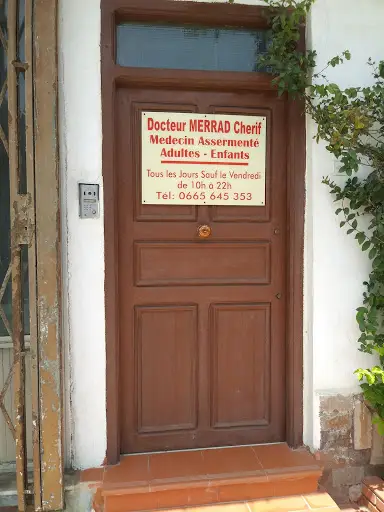 Docteur MERRAD Cherif
Medecin Assermenté
Adultes - Enfants
Tous les Jours Sauf le Vendredi
de 10h à 22h
Tél: 0665 645 353